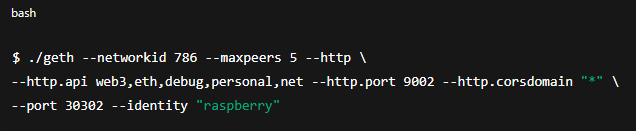 bash
$ ./geth --networkid 786 --maxpeers 5 --http \
--http.api web3,eth,debug,personal,net --http.port 9002 --http.corsdomain "*" \
--port 30302 --identity "raspberry"